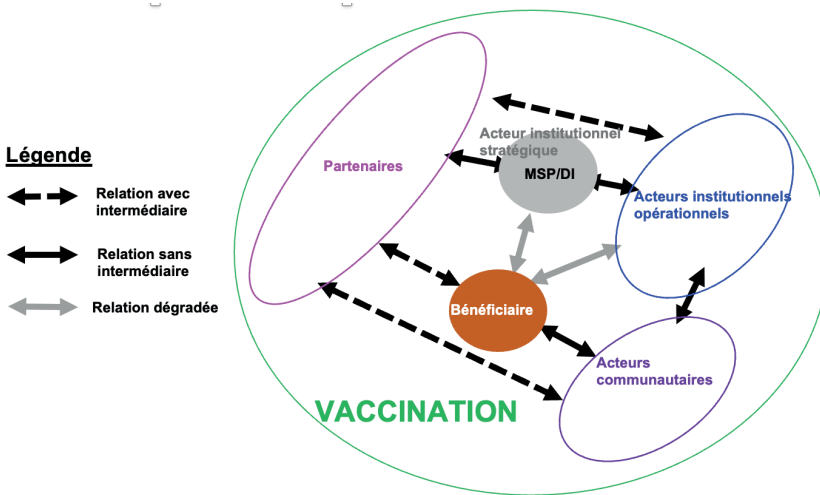 Légende
Relation avec
intermédiaire
Relation sans
intermédiaire
Relation dégradée
Partenaires
Acteur institutionnel
stratégique
MSP/DI
Acteurs institutionnels
opérationnels
Bénéficiaire
Acteurs
communautaires
VACCINATION